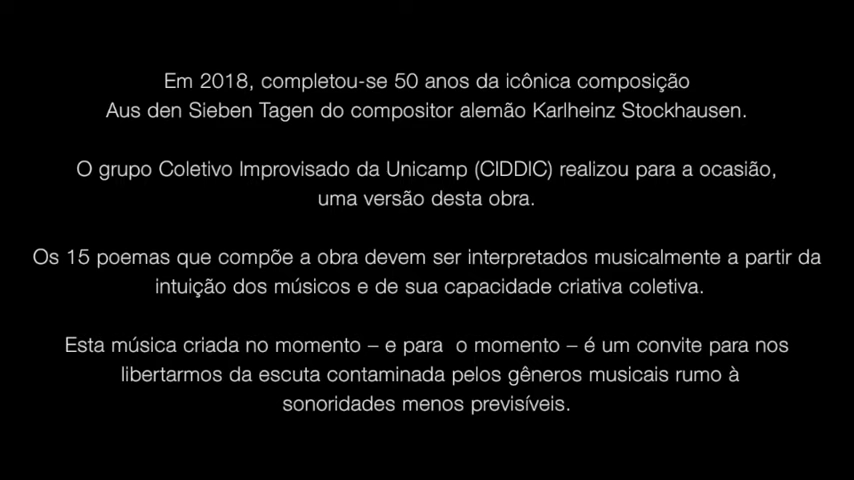 Em 2018, completou-se 50 anos da icônica composição
Aus den Sieben Tagen do compositor alemão Karlheinz Stockhausen.
O grupo Coletivo Improvisado da Unicamp (CIDDIC) realizou para a ocasião,
uma versão desta obra.
Os 15 poemas que compõe a obra devem ser interpretados musicalmente a partir da
intuição dos músicos e de sua capacidade criativa coletiva.
Esta música criada no momento – e para  o momento – é um convite para nos
libertarmos da escuta contaminada pelos gêneros musicais rumo à
sonoridades menos previsíveis.